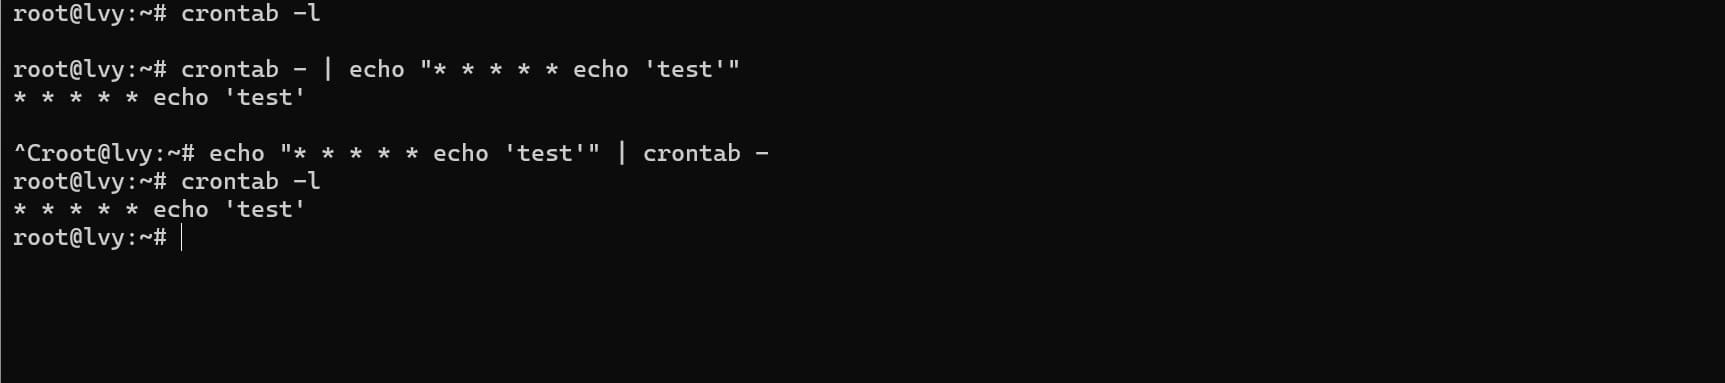 root@lvy:~# crontab -l
root@lvy:~# crontab - | echo "* * * * * echo 'test'"
* * * * * echo 'test'
^Croot@lvy:~# echo "* * * * * echo 'test'" | crontab -
root@lvy:~# crontab -l
* * * * * echo 'test'
root@lvy:~#